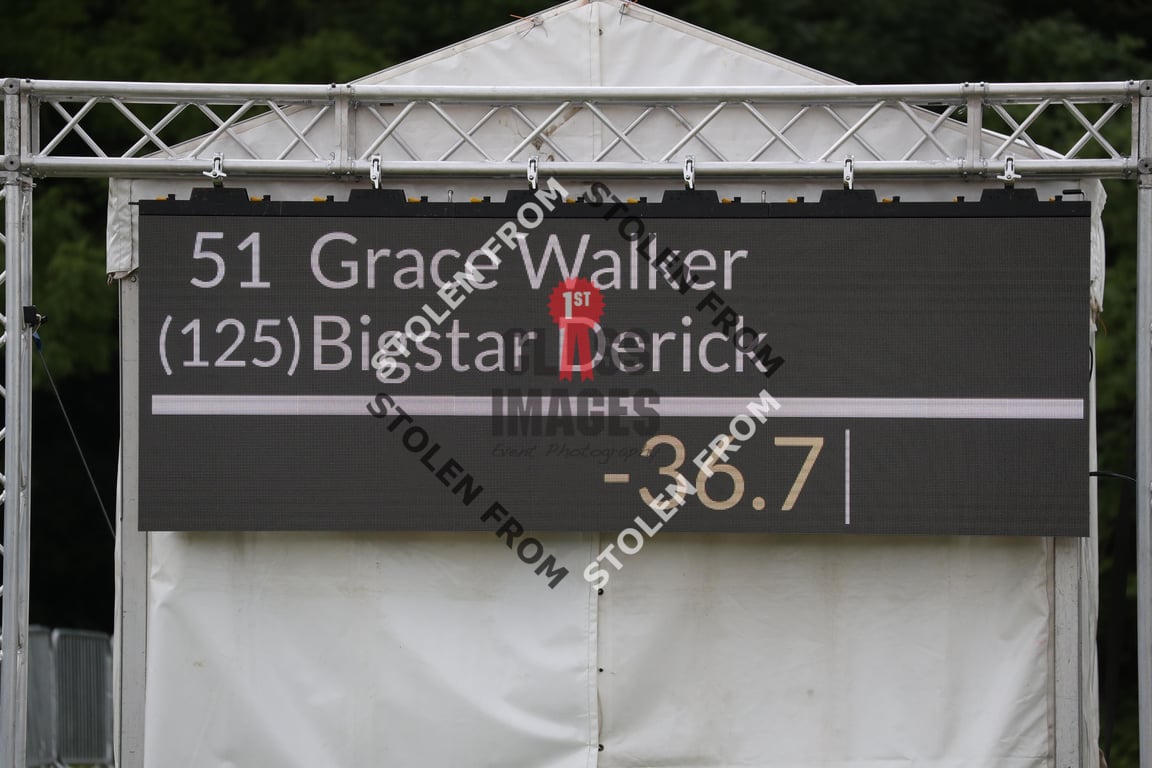 51 Grace Walker
(125) Bigstar Derick
-36.7
1ST
CLASS
IMAGES
Event Photography
STOLEN FROM
STOLEN FROM
STOLEN FROM
STOLEN FROM